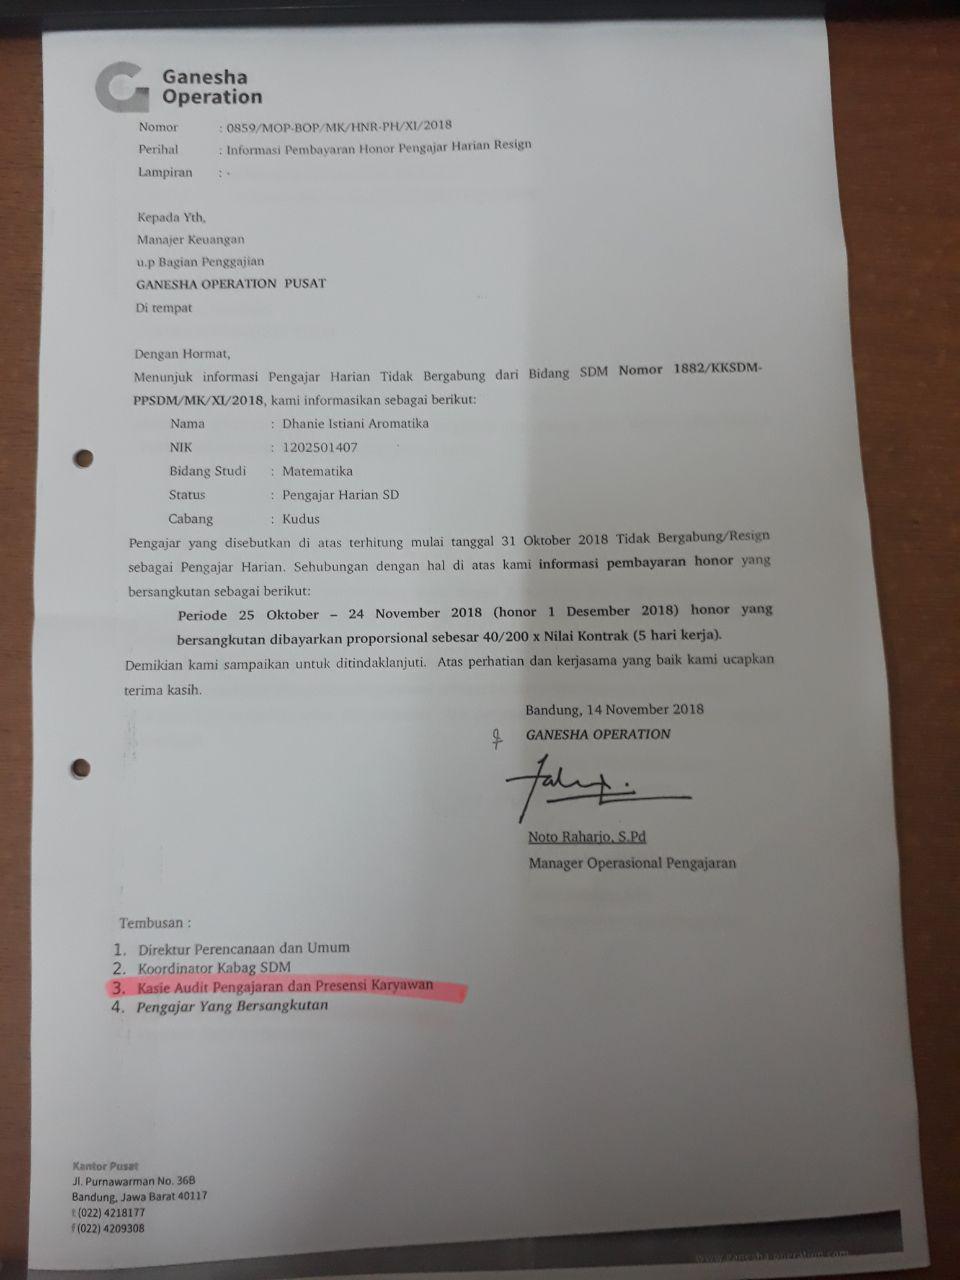 Ganesha
Operation
Nomor : 0859/MOP-BOP/MK/HNR-PH/XI/2018
Perihal : Informasi Pembayaran Honor Pengajar Harian Resign
Lampiran : -
Kepada Yth,
Manajer Keuangan
u.p Bagian Penggajian
GANESHA OPERATION PUSAT
Di tempat
Dengan Hormat,
Menunjuk informasi Pengajar Harian Tidak Bergabung dari Bidang SDM Nomor 1882/KKSDM-
PPSDM/MK/XI/2018, kami informasikan sebagai berikut:
Nama : Dhanie Istiani Aromatika
NIK : 1202501407
Bidang Studi : Matematika
Status : Pengajar Harian SD
Cabang : Kudus
Pengajar yang disebutkan di atas terhitung mulai tanggal 31 Oktober 2018 Tidak Bergabung/Resign
sebagai Pengajar Harian. Sehubungan dengan hal di atas kami informasi pembayaran honor yang
bersangkutan sebagai berikut:
Periode 25 Oktober – 24 November 2018 (honor 1 Desember 2018) honor yang
bersangkutan dibayarkan proporsional sebesar 40/200 x Nilai Kontrak (5 hari kerja).
Demikian kami sampaikan untuk ditindaklanjuti. Atas perhatian dan kerjasama yang baik kami ucapkan
terima kasih.
Bandung, 14 November 2018
GANESHA OPERATION
Noto Raharjo, S.Pd
Manager Operasional Pengajaran
Tembusan :
1. Direktur Perencanaan dan Umum
2. Koordinator Kabag SDM
3. Kasie Audit Pengajaran dan Presensi Karyawan
4. Pengajar Yang Bersangkutan
Kantor Pusat
Jl. Purnawarman No. 36B
Bandung, Jawa Barat 40117
t (022) 4218177
f (022) 4209308
www.ganesha-operation.com